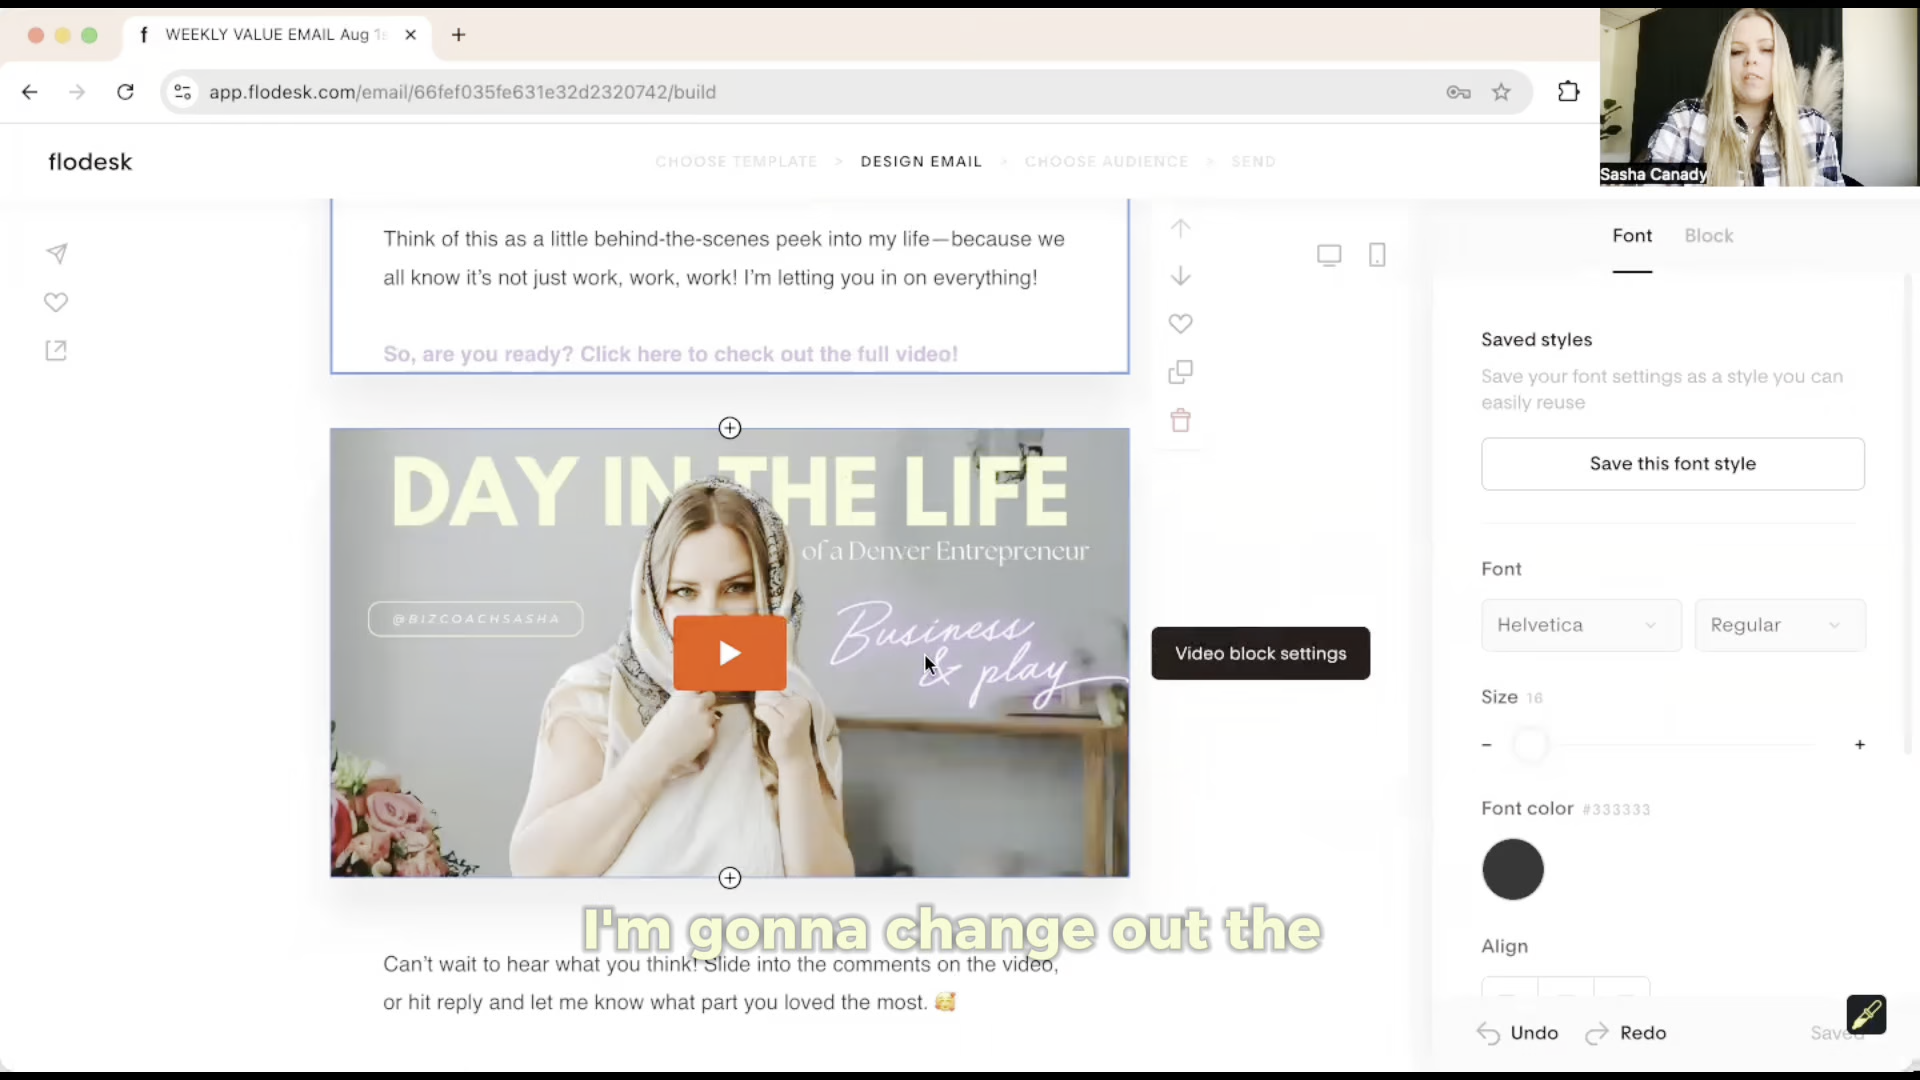 f WEEKLY VALUE EMAIL Aug 1s
app.flodesk.com/email/66fef035fe631e32d2320742/build
Sasha Canady
flodesk
CHOOSE TEMPLATE > DESIGN EMAIL > CHOOSE AUDIENCE > SEND
Think of this as a little behind-the-scenes peek into my life—because we
all know it’s not just work, work, work! I’m letting you in on everything!
So, are you ready? Click here to check out the full video!
DAY IN THE LIFE
of a Denver Entrepreneur
@BIZCOACHSASHA
Business
& play
Video block settings
I'm gonna change out the
Can’t wait to hear what you think! Slide into the comments on the video,
or hit reply and let me know what part you loved the most. 🥰
Font Block
Saved styles
Save your font settings as a style you can
easily reuse
Save this font style
Font
Helvetica Regular
Size 16
- +
Font color #333333
Align
Undo Redo Saved